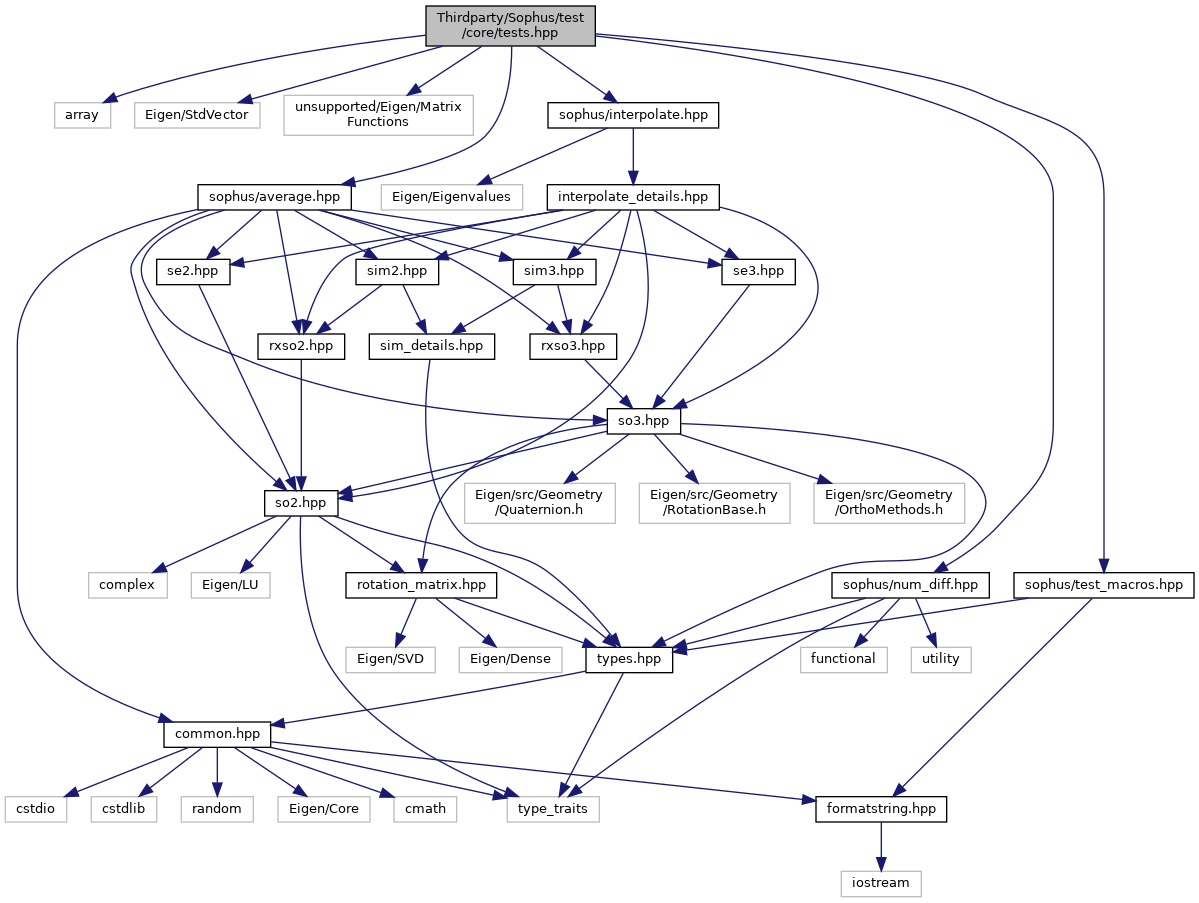 Thirdparty/Sophus/test
/core/tests.hpp
array
Eigen/StdVector
unsupported/Eigen/Matrix
Functions
sophus/interpolate.hpp
sophus/average.hpp
Eigen/Eigenvalues
interpolate_details.hpp
se2.hpp
sim2.hpp
sim3.hpp
se3.hpp
rxso2.hpp
sim_details.hpp
rxso3.hpp
so3.hpp
so2.hpp
Eigen/src/Geometry
/Quaternion.h
Eigen/src/Geometry
/RotationBase.h
Eigen/src/Geometry
/OrthoMethods.h
complex
Eigen/LU
rotation_matrix.hpp
sophus/num_diff.hpp
sophus/test_macros.hpp
Eigen/SVD
Eigen/Dense
types.hpp
functional
utility
common.hpp
cstdio
cstdlib
random
Eigen/Core
cmath
type_traits
formatstring.hpp
iostream